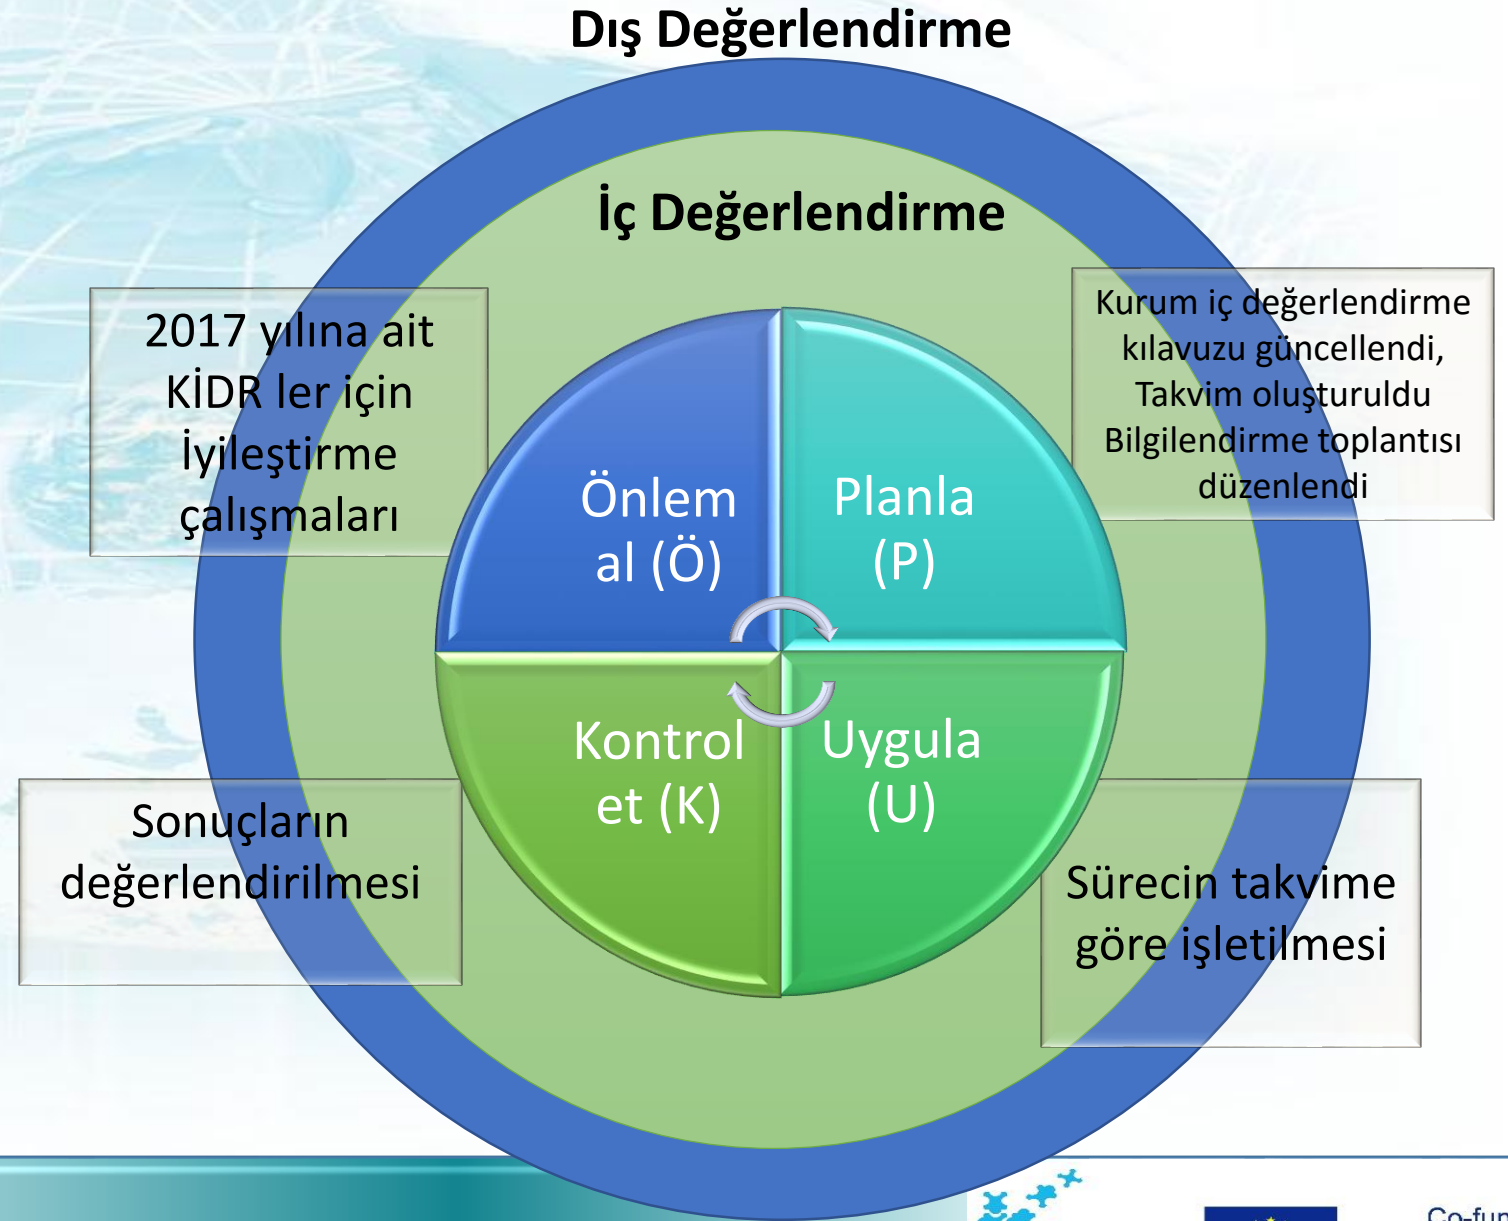 Dış Değerlendirme
İç Değerlendirme
2017 yılına ait
KİDR ler için
İyileştirme
çalışmaları
Kurum iç değerlendirme
kılavuzu güncellendi,
Takvim oluşturuldu
Bilgilendirme toplantısı
düzenlendi
Önlem
al (Ö)
Planla
(P)
Kontrol
et (K)
Uygula
(U)
Sonuçların
değerlendirilmesi
Sürecin takvime
göre işletilmesi